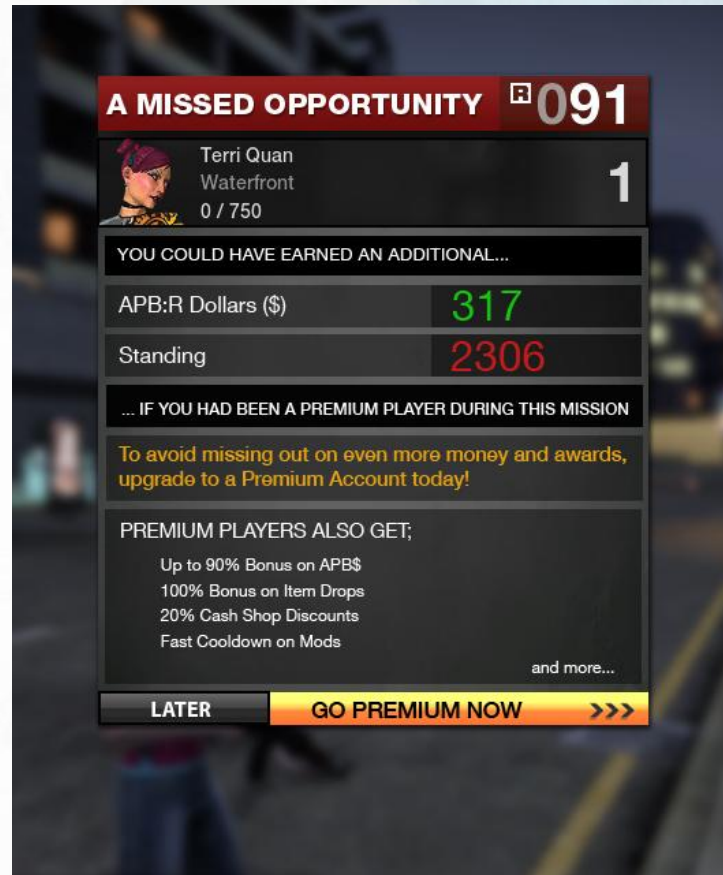 A MISSED OPPORTUNITY R 091
Terri Quan
Waterfront
0 / 750
1
YOU COULD HAVE EARNED AN ADDITIONAL...
APB:R Dollars ($) 317
Standing 2306
... IF YOU HAD BEEN A PREMIUM PLAYER DURING THIS MISSION
To avoid missing out on even more money and awards,
upgrade to a Premium Account today!
PREMIUM PLAYERS ALSO GET;
Up to 90% Bonus on APB$
100% Bonus on Item Drops
20% Cash Shop Discounts
Fast Cooldown on Mods
and more...
LATER GO PREMIUM NOW >>>